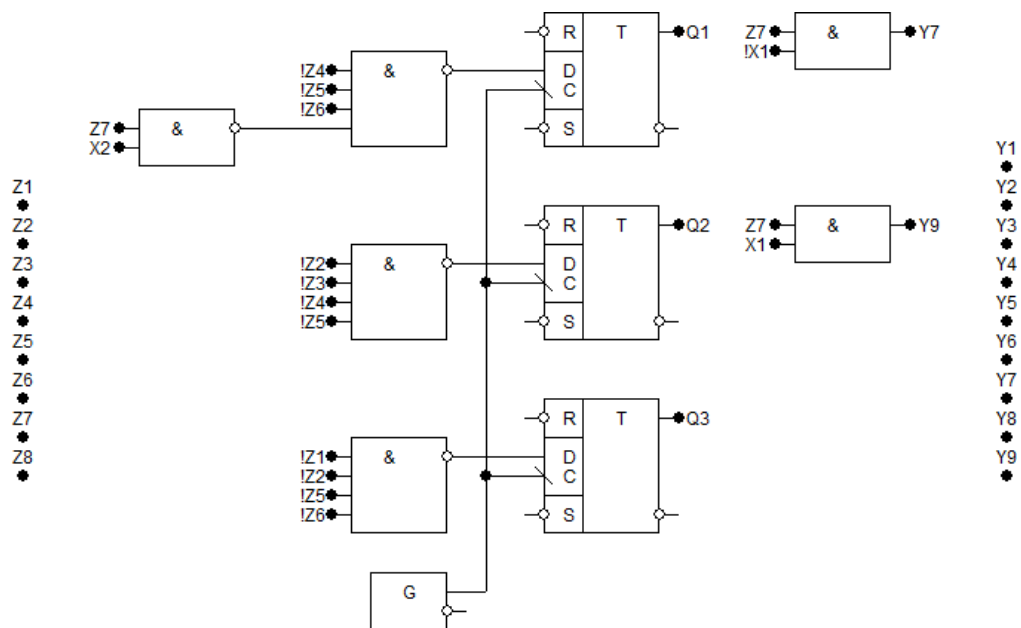 R T Q1
Z7 & Y7
!X1
!Z4 & D
!Z5 C
!Z6
Z7 & S
X2
Y1
Z1 Y2
Z2 R T Q2 Z7 & Y9 Y3
X1
Z3 !Z2 & D Y4
!Z3 C
Z4 !Z4 Y5
!Z5 S
Z5 Y6
Z6 Y7
Z7 R T Q3 Y8
Z8 !Z1 & D Y9
!Z2 C
!Z5
!Z6 S
G